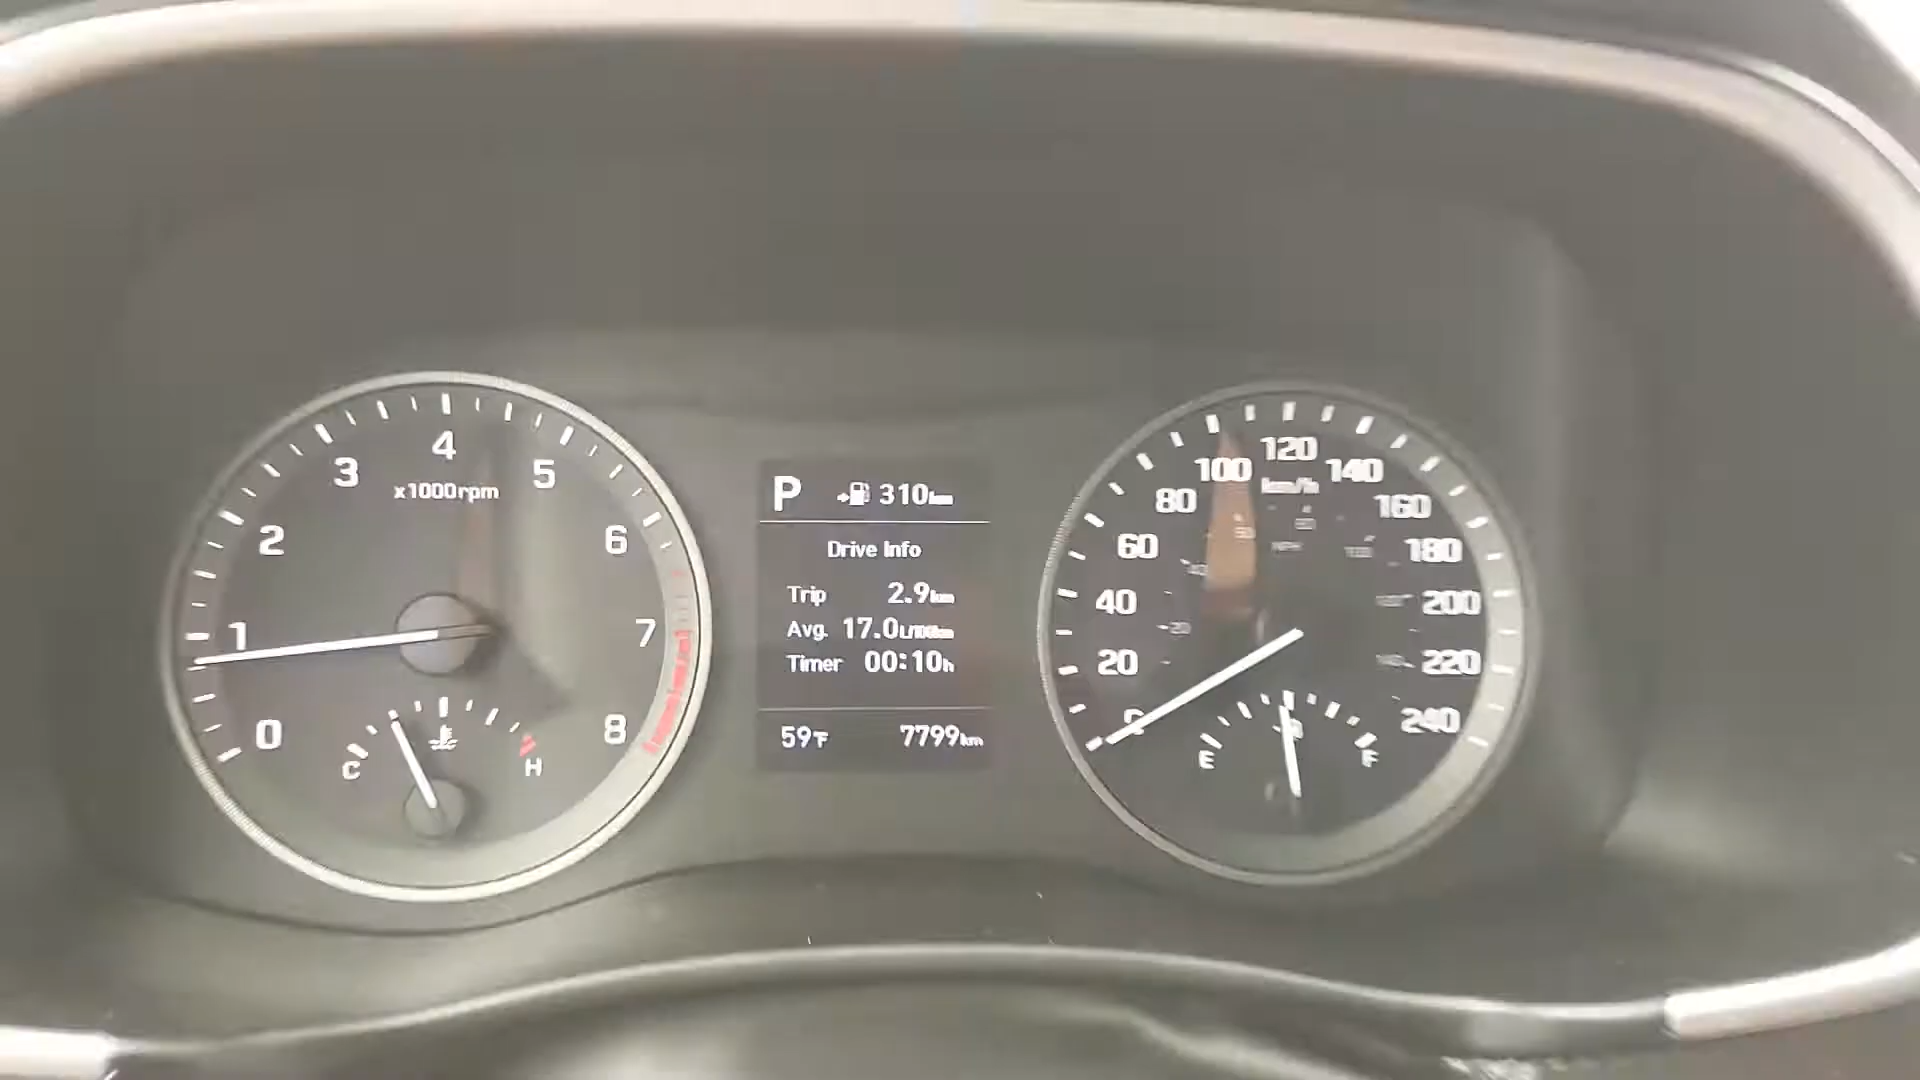 4
3
5
x1000rpm
2
6
1
7
0
8
C
H
P
310km
Drive Info
Trip 2.9km
Avg. 17.0L/100km
Timer 00:10h
59°F
7799km
120
100
140
km/h
80
160
60
180
40
200
20
220
240
E
F